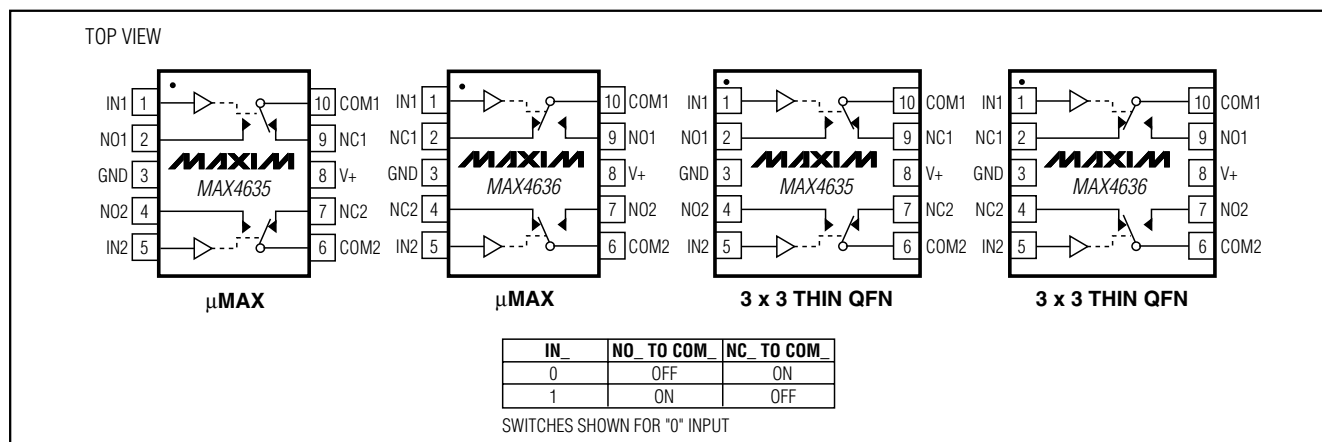 TOP VIEW
IN1 1 10 COM1
NO1 2 9 NC1
GND 3 8 V+
NO2 4 7 NC2
IN2 5 6 COM2
MAXIM
MAX4635
µMAX
IN1 1 10 COM1
NC1 2 9 NO1
GND 3 8 V+
NC2 4 7 NO2
IN2 5 6 COM2
MAXIM
MAX4636
µMAX
IN1 1 10 COM1
NO1 2 9 NC1
GND 3 8 V+
NO2 4 7 NC2
IN2 5 6 COM2
MAXIM
MAX4635
3 x 3 THIN QFN
IN1 1 10 COM1
NC1 2 9 NO1
GND 3 8 V+
NC2 4 7 NO2
IN2 5 6 COM2
MAXIM
MAX4636
3 x 3 THIN QFN
IN_ NO_ TO COM_ NC_ TO COM_
0 OFF ON
1 ON OFF
SWITCHES SHOWN FOR "0" INPUT